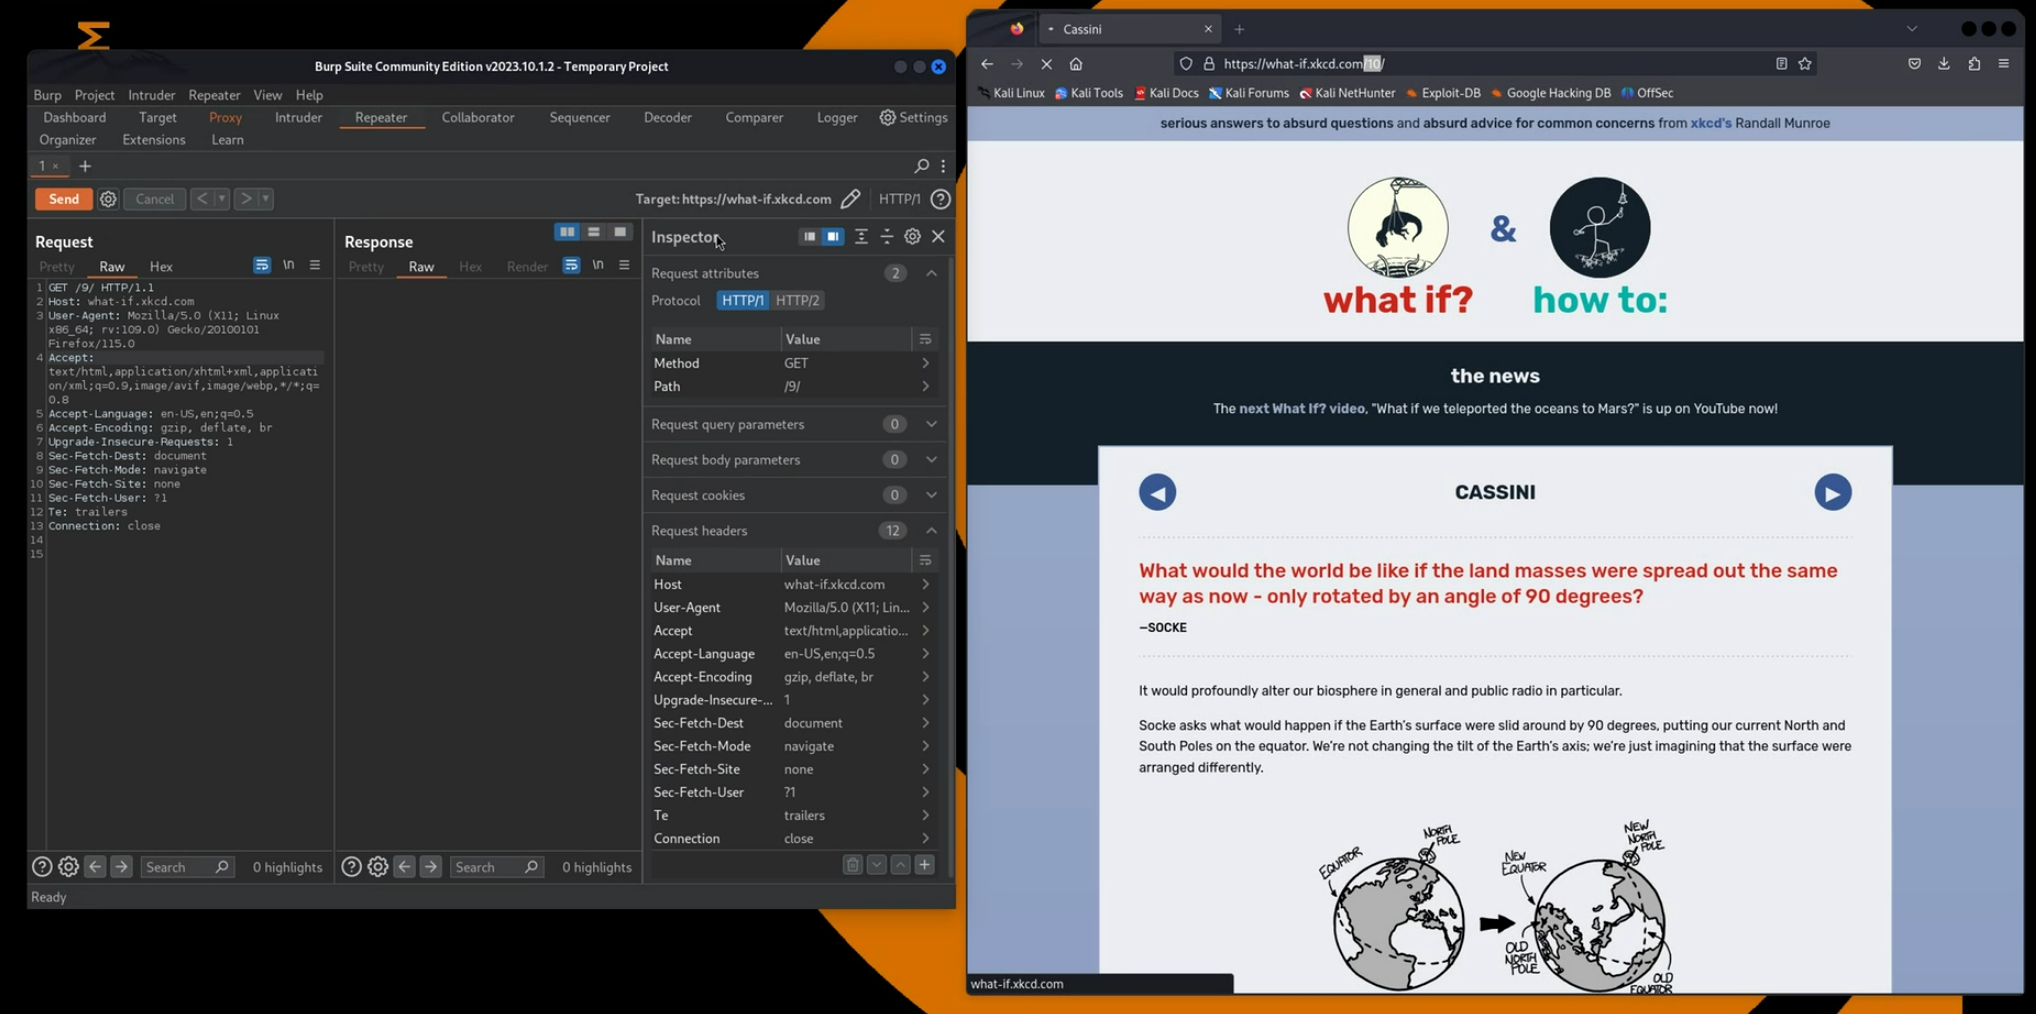 Burp Suite Community Edition v2023.10.1.2 - Temporary Project
Burp Project Intruder Repeater View Help
Dashboard Target Proxy Intruder Repeater Collaborator Sequencer Decoder Comparer Logger Settings
Organizer Extensions Learn
1 × +
Send Cancel < > Target: https://what-if.xkcd.com HTTP/1
Request
Pretty Raw Hex \n
1 GET /9/ HTTP/1.1
2 Host: what-if.xkcd.com
3 User-Agent: Mozilla/5.0 (X11; Linux
x86_64; rv:109.0) Gecko/20100101
Firefox/115.0
4 Accept:
text/html,application/xhtml+xml,applicati
on/xml;q=0.9,image/avif,image/webp,*/*;q=
0.8
5 Accept-Language: en-US,en;q=0.5
6 Accept-Encoding: gzip, deflate, br
7 Upgrade-Insecure-Requests: 1
8 Sec-Fetch-Dest: document
9 Sec-Fetch-Mode: navigate
10 Sec-Fetch-Site: none
11 Sec-Fetch-User: ?1
12 Te: trailers
13 Connection: close
14
15
Search 0 highlights
Response
Pretty Raw Hex Render \n
Search 0 highlights
Inspector
Request attributes 2
Protocol HTTP/1 HTTP/2
Name Value
Method GET
Path /9/
Request query parameters 0
Request body parameters 0
Request cookies 0
Request headers 12
Name Value
Host what-if.xkcd.com
User-Agent Mozilla/5.0 (X11; Lin...
Accept text/html,applicatio...
Accept-Language en-US,en;q=0.5
Accept-Encoding gzip, deflate, br
Upgrade-Insecure-... 1
Sec-Fetch-Dest document
Sec-Fetch-Mode navigate
Sec-Fetch-Site none
Sec-Fetch-User ?1
Te trailers
Connection close
Ready
Cassini
https://what-if.xkcd.com/10/
Kali Linux Kali Tools Kali Docs Kali Forums Kali NetHunter Exploit-DB Google Hacking DB OffSec
serious answers to absurd questions and absurd advice for common concerns from xkcd's Randall Munroe
what if? & how to:
the news
The next What If? video, "What if we teleported the oceans to Mars?" is up on YouTube now!
CASSINI
What would the world be like if the land masses were spread out the same
way as now - only rotated by an angle of 90 degrees?
—SOCKE
It would profoundly alter our biosphere in general and public radio in particular.
Socke asks what would happen if the Earth's surface were slid around by 90 degrees, putting our current North and
South Poles on the equator. We're not changing the tilt of the Earth's axis; we're just imagining that the surface were
arranged differently.
EQUATOR
NORTH
POLE
NEW
EQUATOR
NEW
NORTH
POLE
OLD
NORTH
POLE
OLD
EQUATOR
what-if.xkcd.com